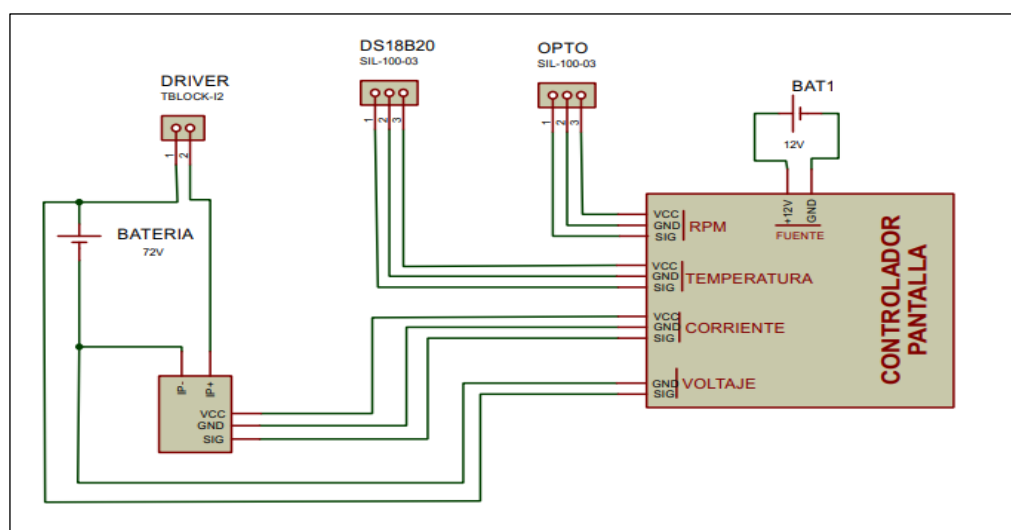 DRIVER
TBLOCK-I2
1
2
DS18B20
SIL-100-03
1
2
3
OPTO
SIL-100-03
1
2
3
BAT1
12V
BATERIA
72V
+12V
GND
FUENTE
VCC
GND
SIG
RPM
VCC
GND
SIG
TEMPERATURA
VCC
GND
SIG
CORRIENTE
GND
SIG
VOLTAJE
CONTROLADOR
PANTALLA
IP-
IP+
VCC
GND
SIG